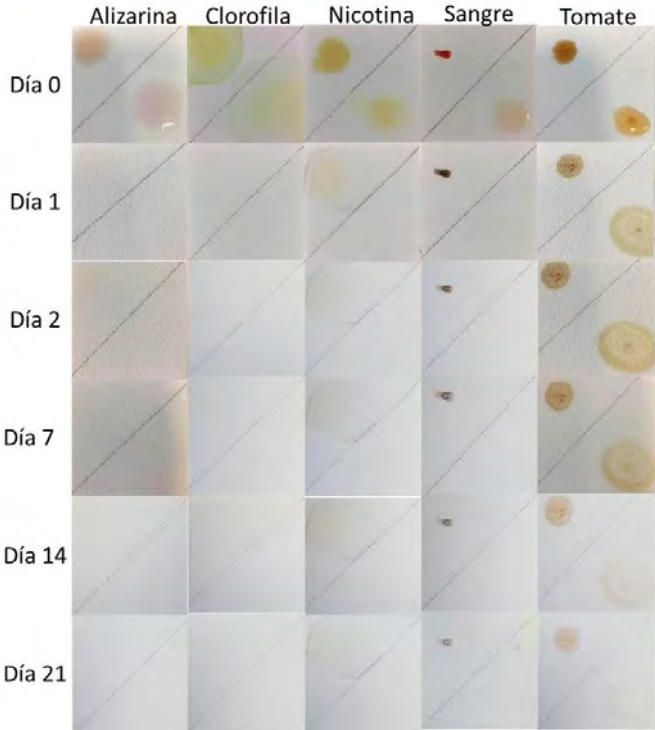 Alizarina Clorofila Nicotina Sangre Tomate
Día 0
Día 1
Día 2
Día 7
Día 14
Día 21